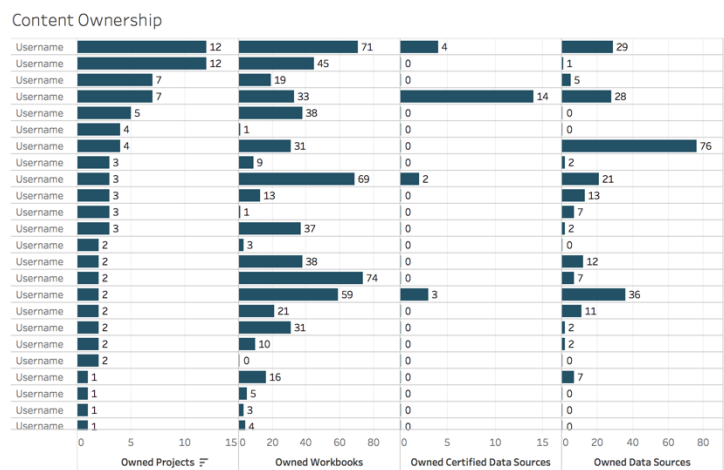 Content Ownership
Username 12 71 4 29
Username 12 45 0 1
Username 7 19 0 5
Username 7 33 14 28
Username 5 38 0 0
Username 4 1 0 0
Username 4 31 0 76
Username 3 9 0 2
Username 3 69 2 21
Username 3 13 0 13
Username 3 1 0 7
Username 3 37 0 2
Username 2 3 0 0
Username 2 38 0 12
Username 2 74 0 7
Username 2 59 3 36
Username 2 21 0 11
Username 2 31 0 2
Username 2 10 0 2
Username 2 0 0 0
Username 1 16 0 7
Username 1 5 0 0
Username 1 3 0 0
Username 1 4 0 0
0 5 10 15 0 20 40 60 80 0 5 10 15 0 20 40 60 80
Owned Projects Owned Workbooks Owned Certified Data Sources Owned Data Sources